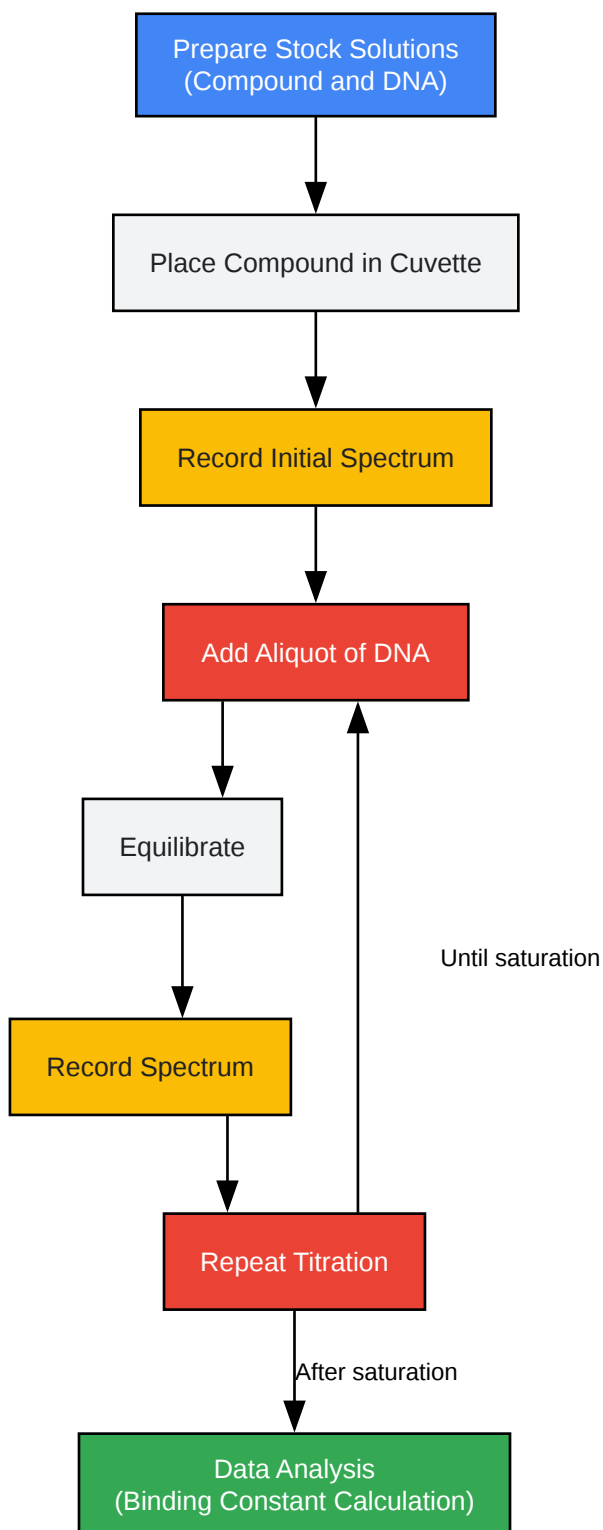 Prepare Stock Solutions
(Compound and DNA)
Place Compound in Cuvette
Record Initial Spectrum
Add Aliquot of DNA
Equilibrate
Until saturation
Record Spectrum
Repeat Titration
After saturation
Data Analysis
(Binding Constant Calculation)